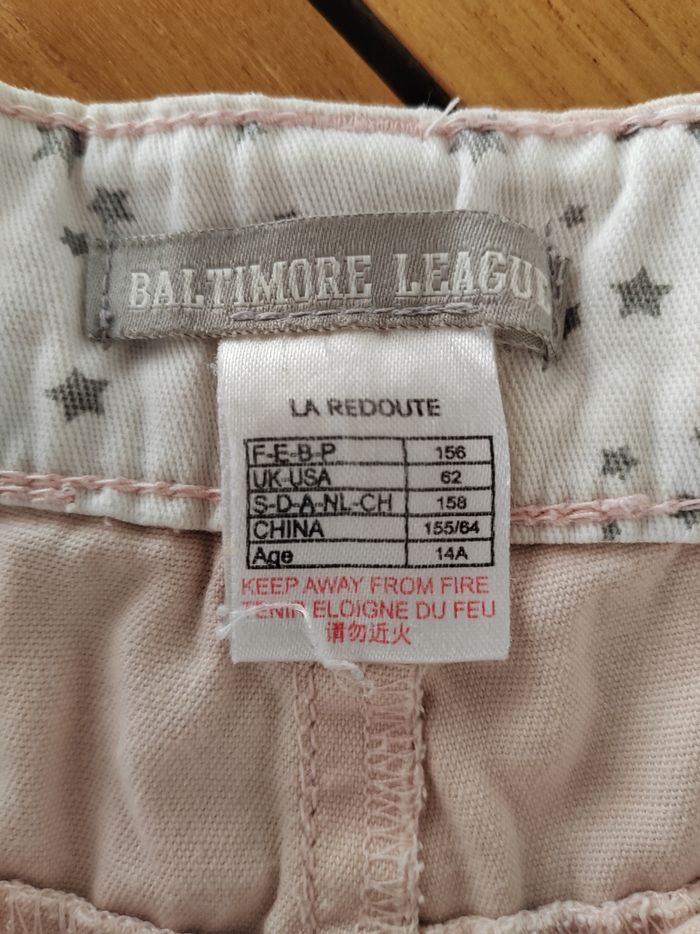 BALTIMORE LEAGUE
LA REDOUTE
F-E-B-P 156
UK-USA 62
S-D-A-NL-CH 158
CHINA 155/64
Age 14A
KEEP AWAY FROM FIRE
TENIR ELOIGNE DU FEU
请勿近火